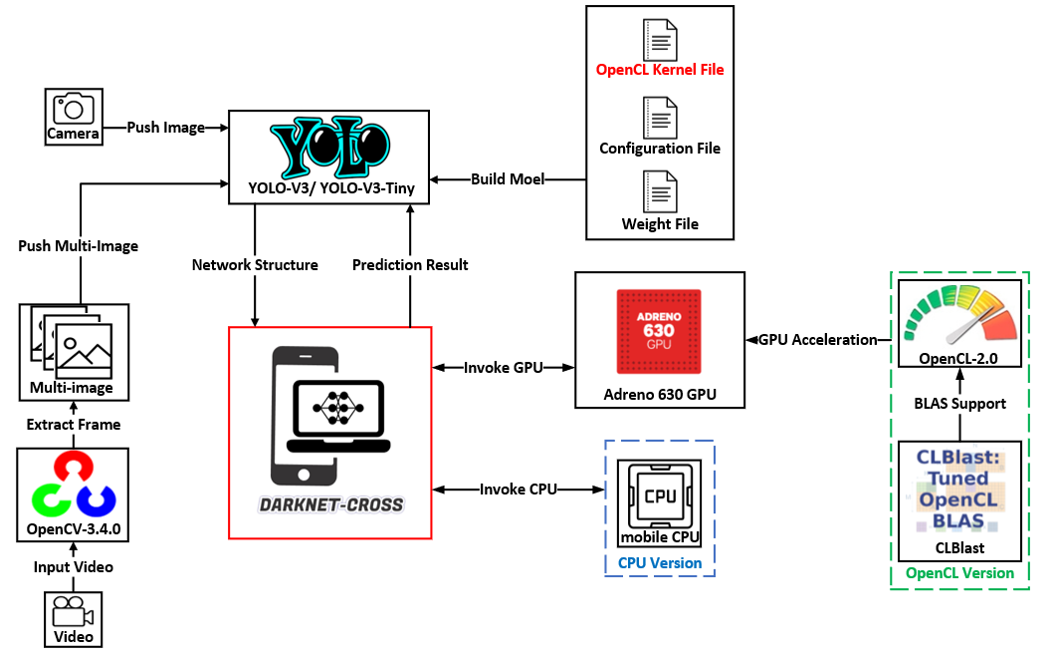 OpenCL Kernel File
Configuration File
Weight File
Camera
Push Image
YOLO
YOLO-V3/ YOLO-V3-Tiny
Build Moel
Push Multi-Image
Network Structure
Prediction Result
Multi-image
Extract Frame
OpenCV-3.4.0
Input Video
Video
DARKNET-CROSS
Invoke GPU
ADRENO
630
GPU
Adreno 630 GPU
GPU Acceleration
OpenCL-2.0
BLAS Support
CLBlast:
Tuned
OpenCL
BLAS
CLBlast
OpenCL Version
Invoke CPU
CPU
mobile CPU
CPU Version